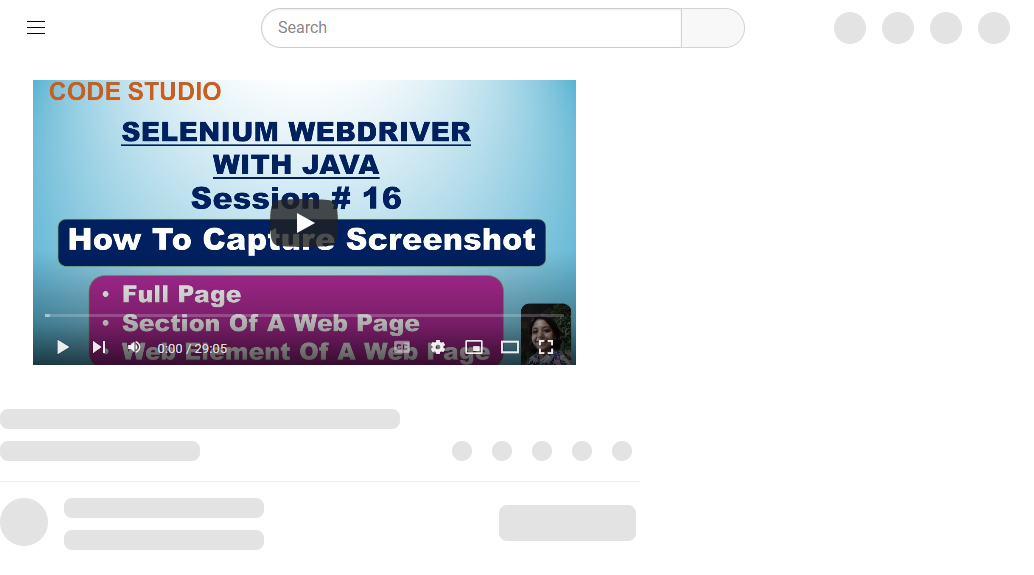 Search
CODE STUDIO
SELENIUM WEBDRIVER
WITH JAVA
Session # 16
How To Capture Screenshot
• Full Page
• Section Of A Web Page
• Web Element Of A Web Page
0:00 / 29:05
CC